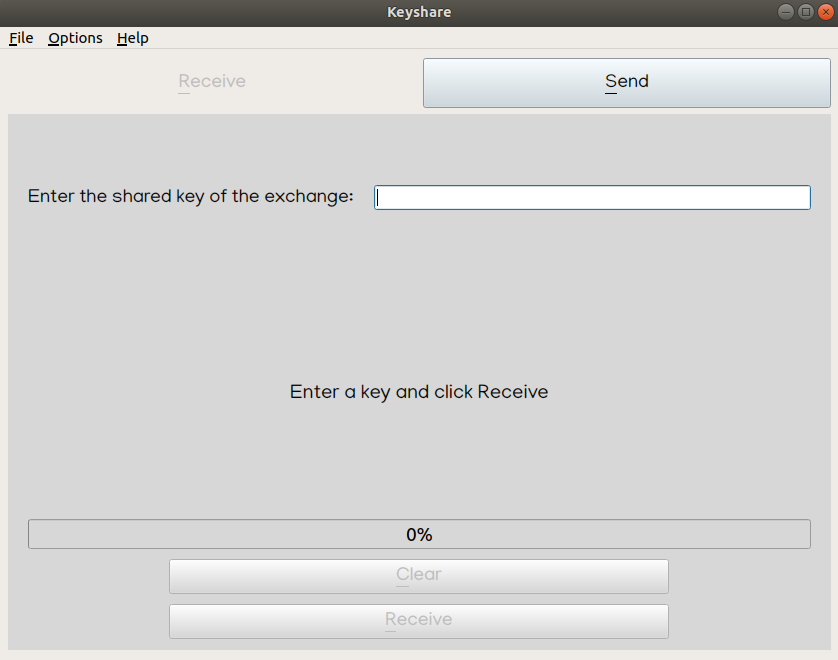 Keyshare
File Options Help
Receive Send
Enter the shared key of the exchange:
Enter a key and click Receive
0%
Clear
Receive